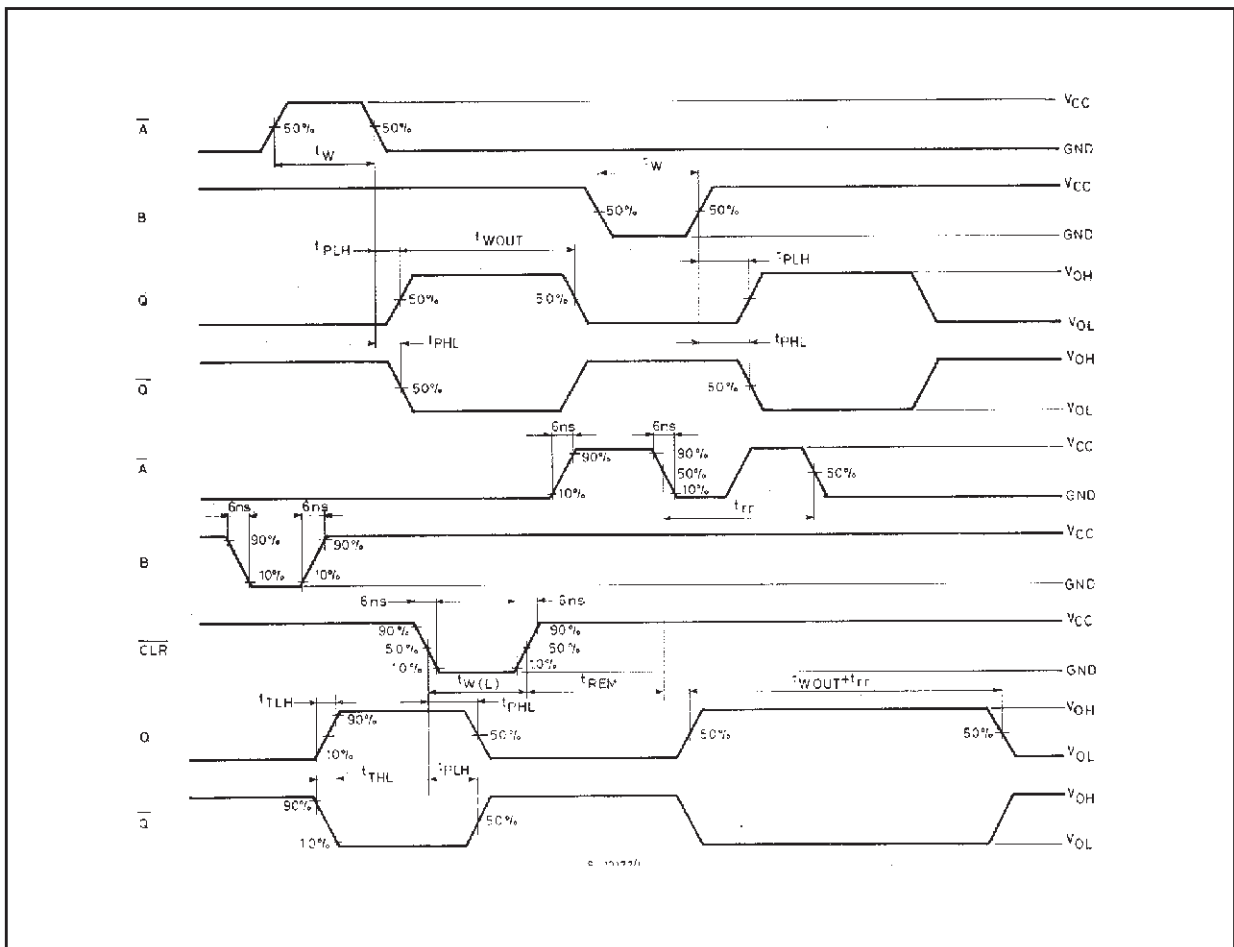 VCC
A̅
50%
50%
tW
GND
tW
VCC
B
50%
50%
GND
tPLH
tWOUT
tPLH
VOH
Q
50%
50%
VOL
tPHL
tPHL
VOH
Q̅
50%
50%
VOL
6ns
6ns
VCC
A̅
90%
90%
50%
50%
10%
10%
GND
trr
6ns
6ns
VCC
B
90%
90%
10%
10%
GND
6ns
6ns
VCC
90%
90%
C̅L̅R̅
50%
50%
10%
10%
GND
tW(L)
tREM
tWOUT+trr
tTLH
tPHL
VOH
90%
Q
50%
50%
50%
10%
VOL
tTHL
tPLH
VOH
90%
Q̅
50%
10%
VOL